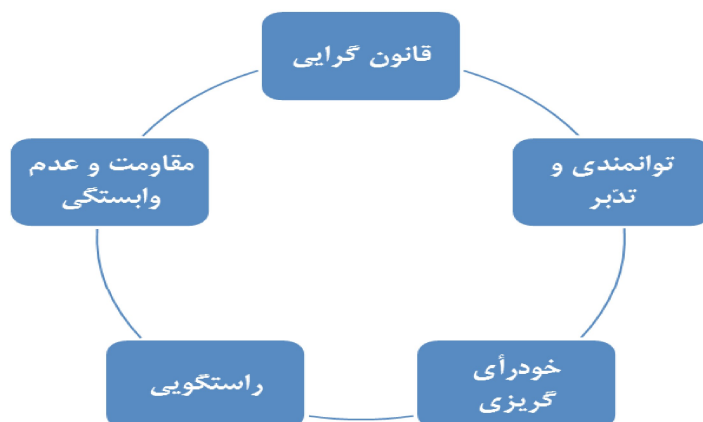 قانون گرایی
توانمندی و
تدّبر
خودرأی
گریزی
راستگویی
مقاومت و عدم
وابستگی